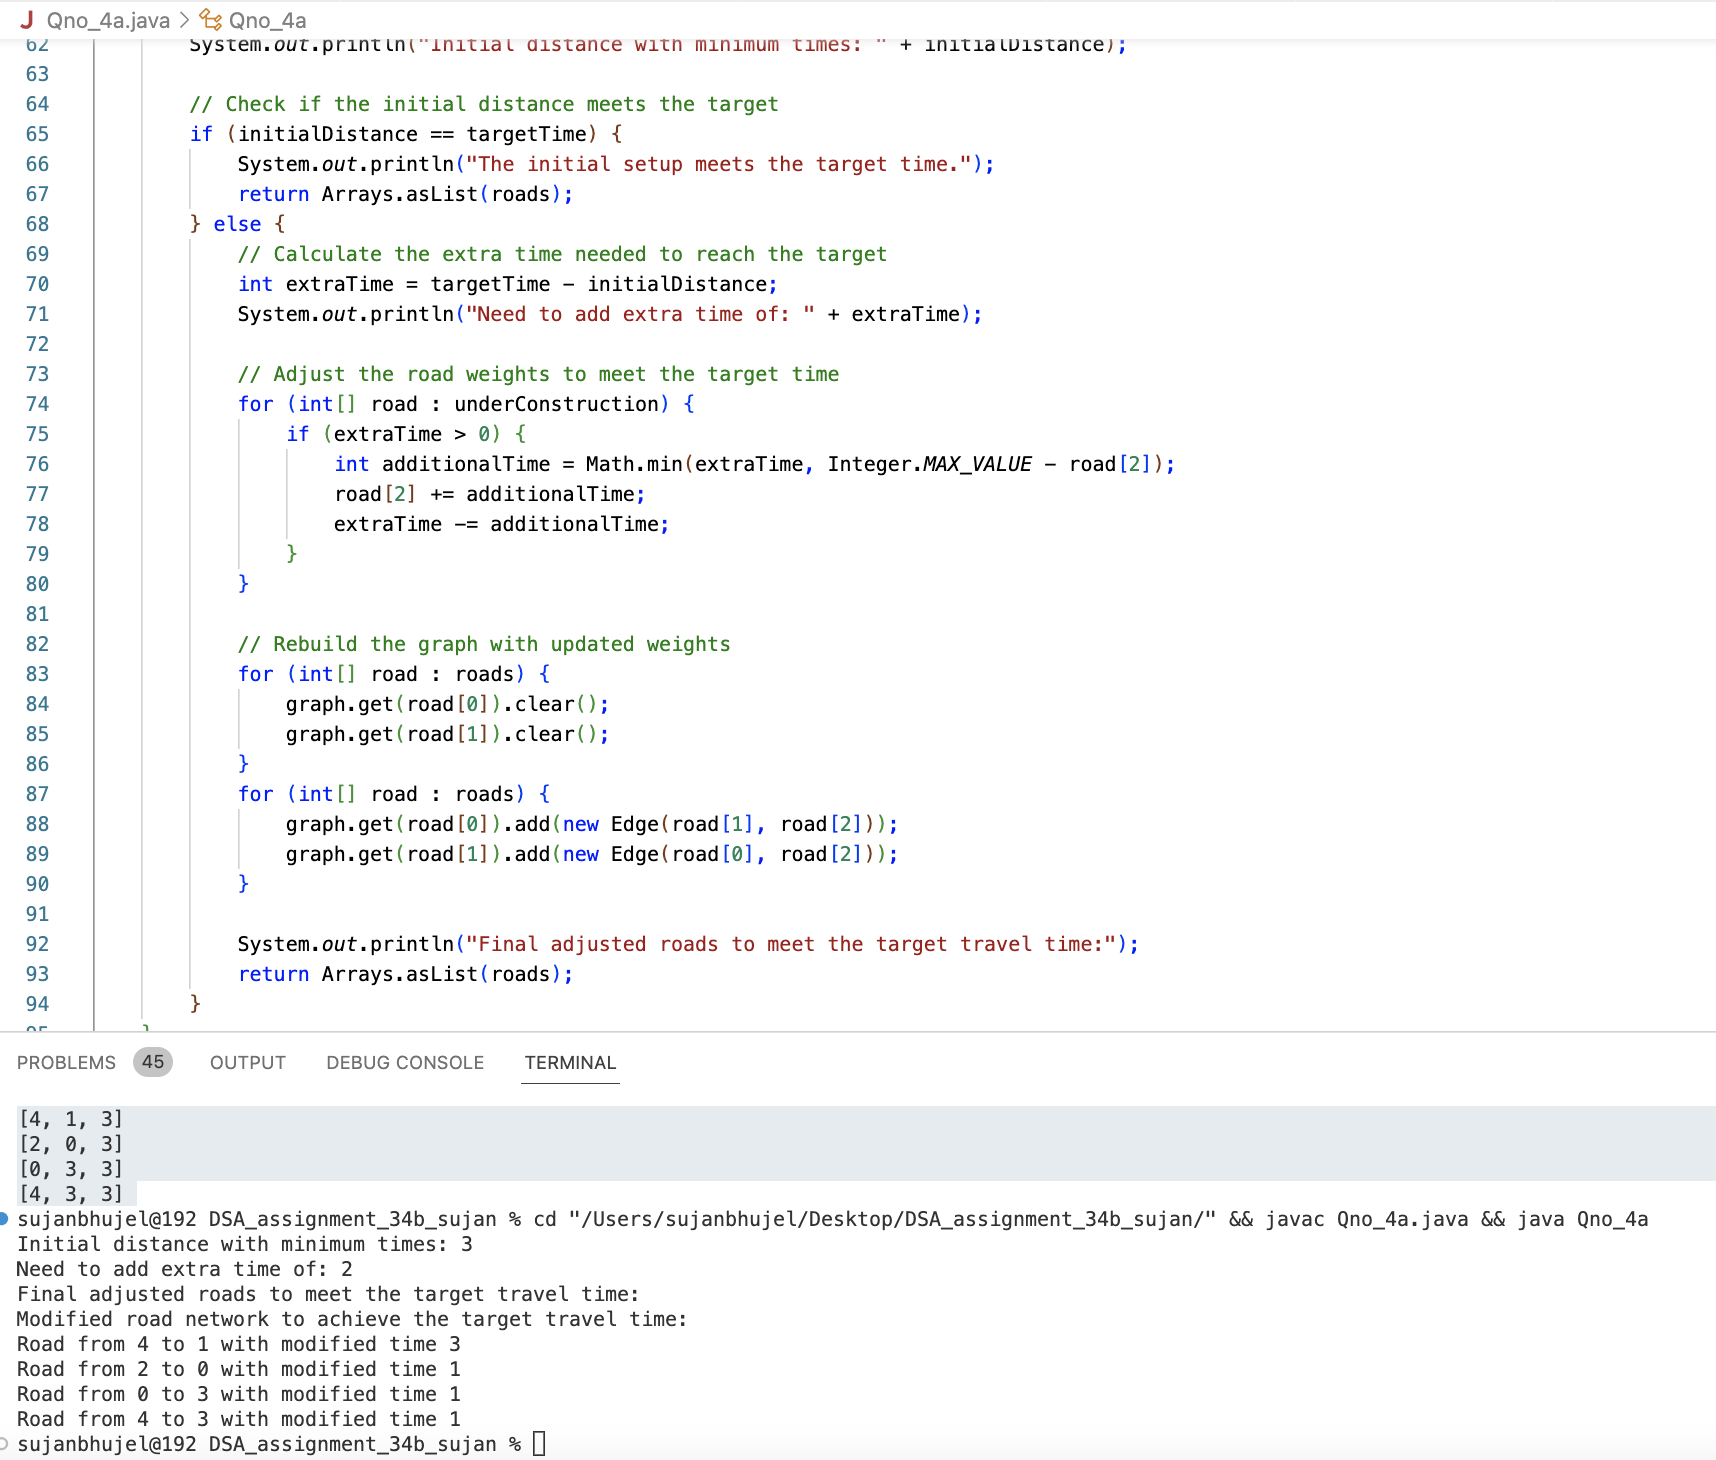 J Qno_4a.java > Qno_4a
62 System.out.println("Initial distance with minimum times: " + initialDistance);
63
64 // Check if the initial distance meets the target
65 if (initialDistance == targetTime) {
66 System.out.println("The initial setup meets the target time.");
67 return Arrays.asList(roads);
68 } else {
69 // Calculate the extra time needed to reach the target
70 int extraTime = targetTime - initialDistance;
71 System.out.println("Need to add extra time of: " + extraTime);
72
73 // Adjust the road weights to meet the target time
74 for (int[] road : underConstruction) {
75 if (extraTime > 0) {
76 int additionalTime = Math.min(extraTime, Integer.MAX_VALUE - road[2]);
77 road[2] += additionalTime;
78 extraTime -= additionalTime;
79 }
80 }
81
82 // Rebuild the graph with updated weights
83 for (int[] road : roads) {
84 graph.get(road[0]).clear();
85 graph.get(road[1]).clear();
86 }
87 for (int[] road : roads) {
88 graph.get(road[0]).add(new Edge(road[1], road[2]));
89 graph.get(road[1]).add(new Edge(road[0], road[2]));
90 }
91
92 System.out.println("Final adjusted roads to meet the target travel time:");
93 return Arrays.asList(roads);
94 }
95 }
PROBLEMS 45 OUTPUT DEBUG CONSOLE TERMINAL
[4, 1, 3]
[2, 0, 3]
[0, 3, 3]
[4, 3, 3]
sujanbhujel@192 DSA_assignment_34b_sujan % cd "/Users/sujanbhujel/Desktop/DSA_assignment_34b_sujan/" && javac Qno_4a.java && java Qno_4a
Initial distance with minimum times: 3
Need to add extra time of: 2
Final adjusted roads to meet the target travel time:
Modified road network to achieve the target travel time:
Road from 4 to 1 with modified time 3
Road from 2 to 0 with modified time 1
Road from 0 to 3 with modified time 1
Road from 4 to 3 with modified time 1
sujanbhujel@192 DSA_assignment_34b_sujan %